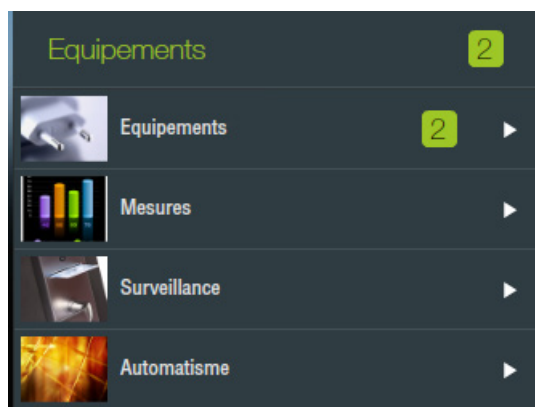 Equipements 2
Equipements 2
Mesures
Surveillance
Automatisme